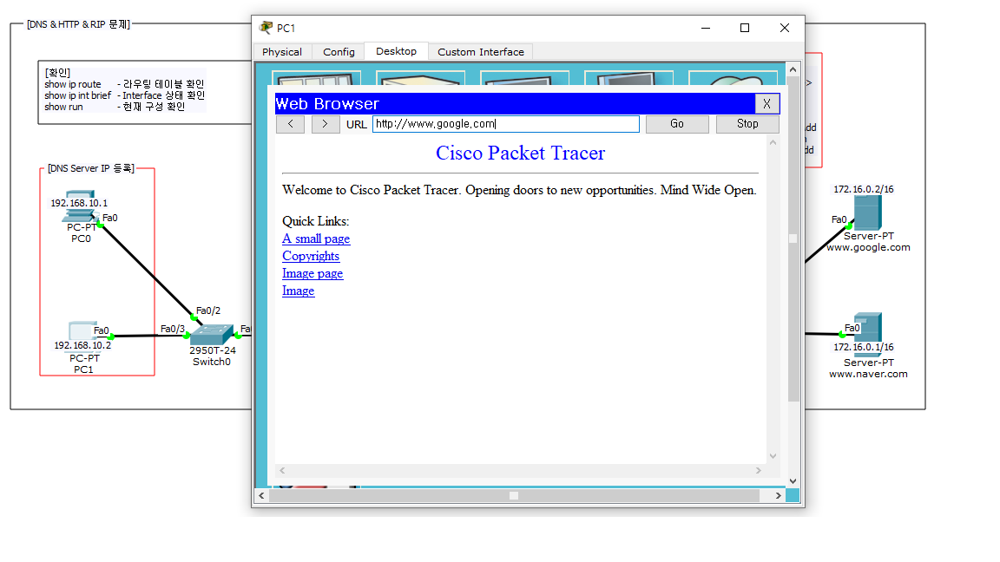 [DNS & HTTP & RIP 문제]
[확인]
show ip route - 라우팅 테이블 확인
show ip int brief - Interface 상태 확인
show run - 현재 구성 확인
[DNS Server IP 등록]
192.168.10.1
Fa0
PC-PT
PC0
Fa0/2
Fa0
Fa0/3
192.168.10.2
PC-PT
PC1
2950T-24
Switch0
PC1
Physical
Config
Desktop
Custom Interface
Web Browser
X
<
>
URL
http://www.google.com
Go
Stop
Cisco Packet Tracer
Welcome to Cisco Packet Tracer. Opening doors to new opportunities. Mind Wide Open.
Quick Links:
A small page
Copyrights
Image page
Image
>
dd
dd
172.16.0.2/16
Fa0
Server-PT
www.google.com
Fa0
172.16.0.1/16
Server-PT
www.naver.com